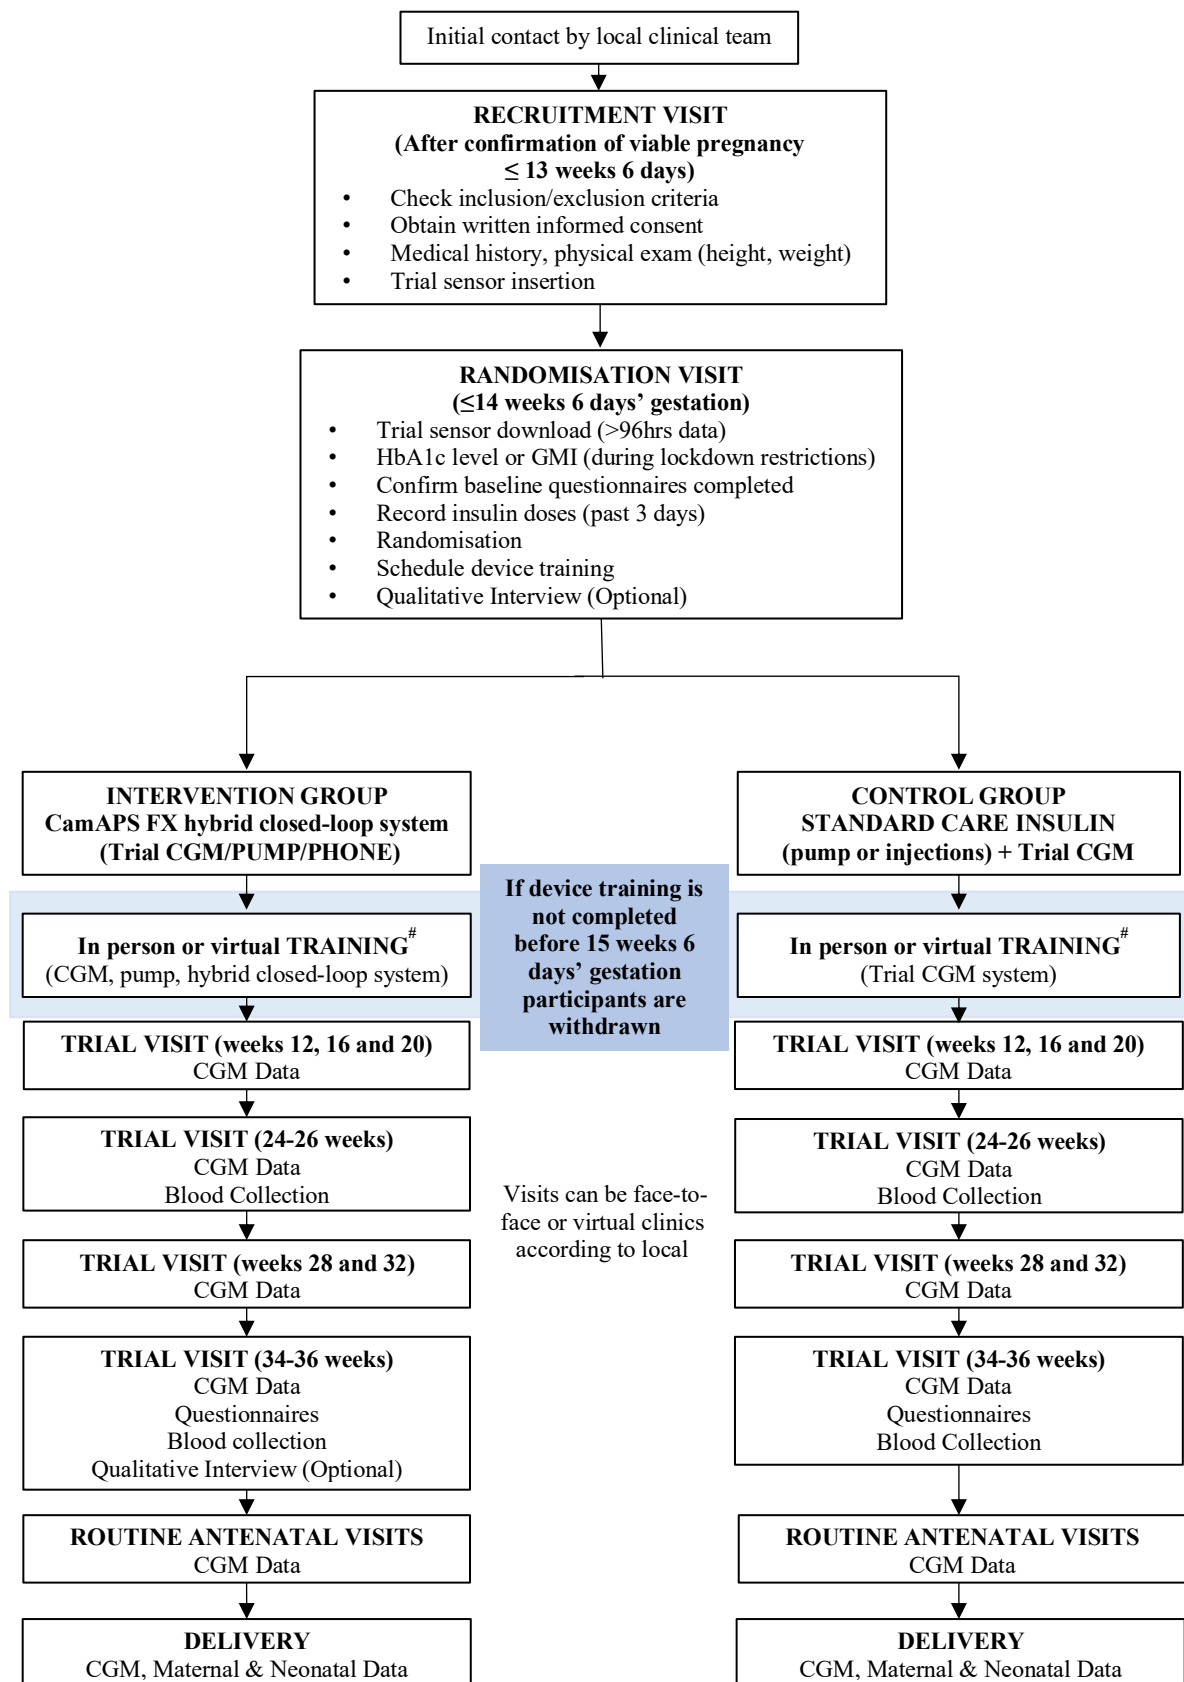 Initial contact by local clinical team
RECRUITMENT VISIT
(After confirmation of viable pregnancy
≤ 13 weeks 6 days)
• Check inclusion/exclusion criteria
• Obtain written informed consent
• Medical history, physical exam (height, weight)
• Trial sensor insertion
RANDOMISATION VISIT
(≤14 weeks 6 days’ gestation)
• Trial sensor download (>96hrs data)
• HbA1c level or GMI (during lockdown restrictions)
• Confirm baseline questionnaires completed
• Record insulin doses (past 3 days)
• Randomisation
• Schedule device training
• Qualitative Interview (Optional)
INTERVENTION GROUP
CamAPS FX hybrid closed-loop system
(Trial CGM/PUMP/PHONE)
In person or virtual TRAINING#
(CGM, pump, hybrid closed-loop system)
TRIAL VISIT (weeks 12, 16 and 20)
CGM Data
TRIAL VISIT (24-26 weeks)
CGM Data
Blood Collection
TRIAL VISIT (weeks 28 and 32)
CGM Data
TRIAL VISIT (34-36 weeks)
CGM Data
Questionnaires
Blood collection
Qualitative Interview (Optional)
ROUTINE ANTENATAL VISITS
CGM Data
DELIVERY
CGM, Maternal & Neonatal Data
If device training is
not completed
before 15 weeks 6
days’ gestation
participants are
withdrawn
Visits can be face-to-
face or virtual clinics
according to local
CONTROL GROUP
STANDARD CARE INSULIN
(pump or injections) + Trial CGM
In person or virtual TRAINING#
(Trial CGM system)
TRIAL VISIT (weeks 12, 16 and 20)
CGM Data
TRIAL VISIT (24-26 weeks)
CGM Data
Blood Collection
TRIAL VISIT (weeks 28 and 32)
CGM Data
TRIAL VISIT (34-36 weeks)
CGM Data
Questionnaires
Blood Collection
ROUTINE ANTENATAL VISITS
CGM Data
DELIVERY
CGM, Maternal & Neonatal Data